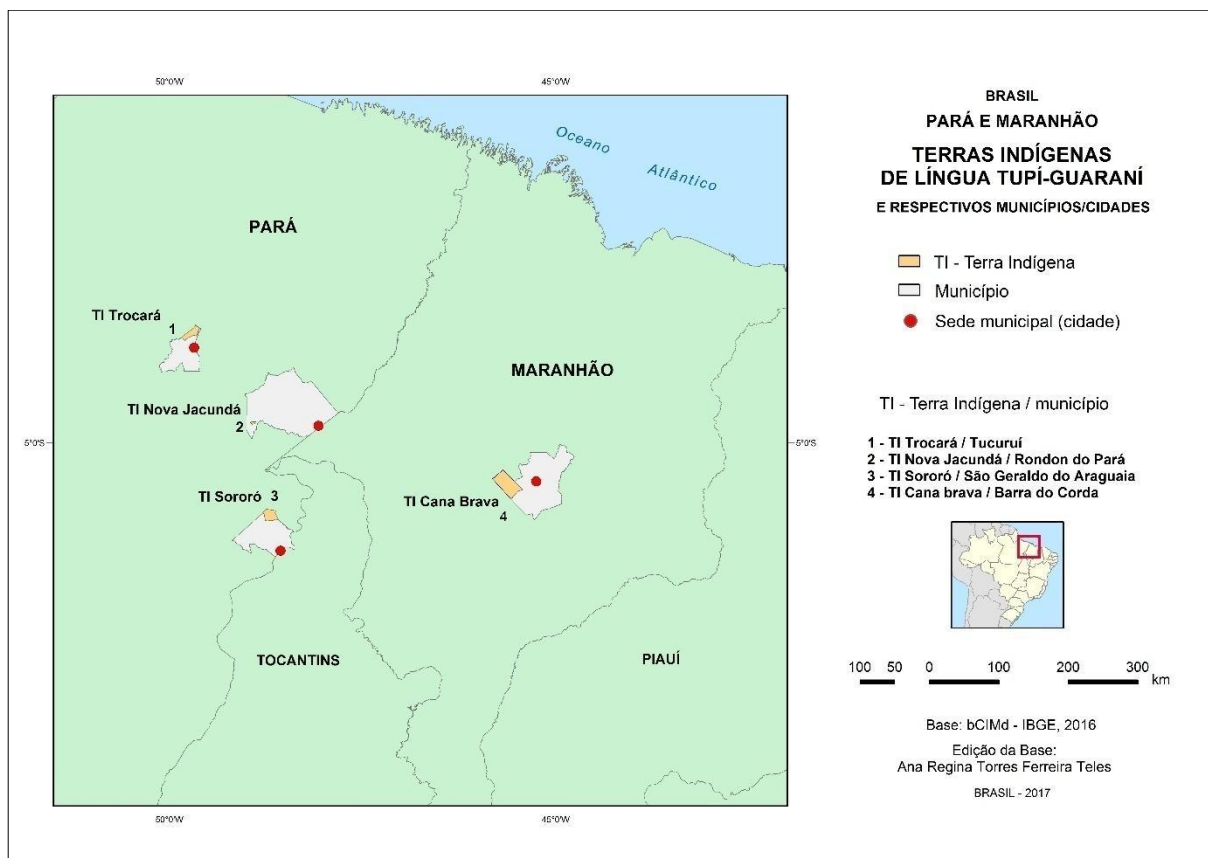 50°0'W
45°0'W
Oceano
Atlântico
PARÁ
TI Trocará
1
MARANHÃO
TI Nova Jacundá
2
5°0'S
5°0'S
TI Sororó 3
TI Cana Brava
4
TOCANTINS
PIAUÍ
50°0'W
45°0'W
BRASIL
PARÁ E MARANHÃO
TERRAS INDÍGENAS
DE LÍNGUA TUPÍ-GUARANÍ
E RESPECTIVOS MUNICÍPIOS/CIDADES
TI - Terra Indígena
Município
Sede municipal (cidade)
TI - Terra Indígena / município
1 - TI Trocará / Tucuruí
2 - TI Nova Jacundá / Rondon do Pará
3 - TI Sororó / São Geraldo do Araguaia
4 - TI Cana brava / Barra do Corda
100 50 0 100 200 300
km
Base: bCIMd - IBGE, 2016
Edição da Base:
Ana Regina Torres Ferreira Teles
BRASIL - 2017